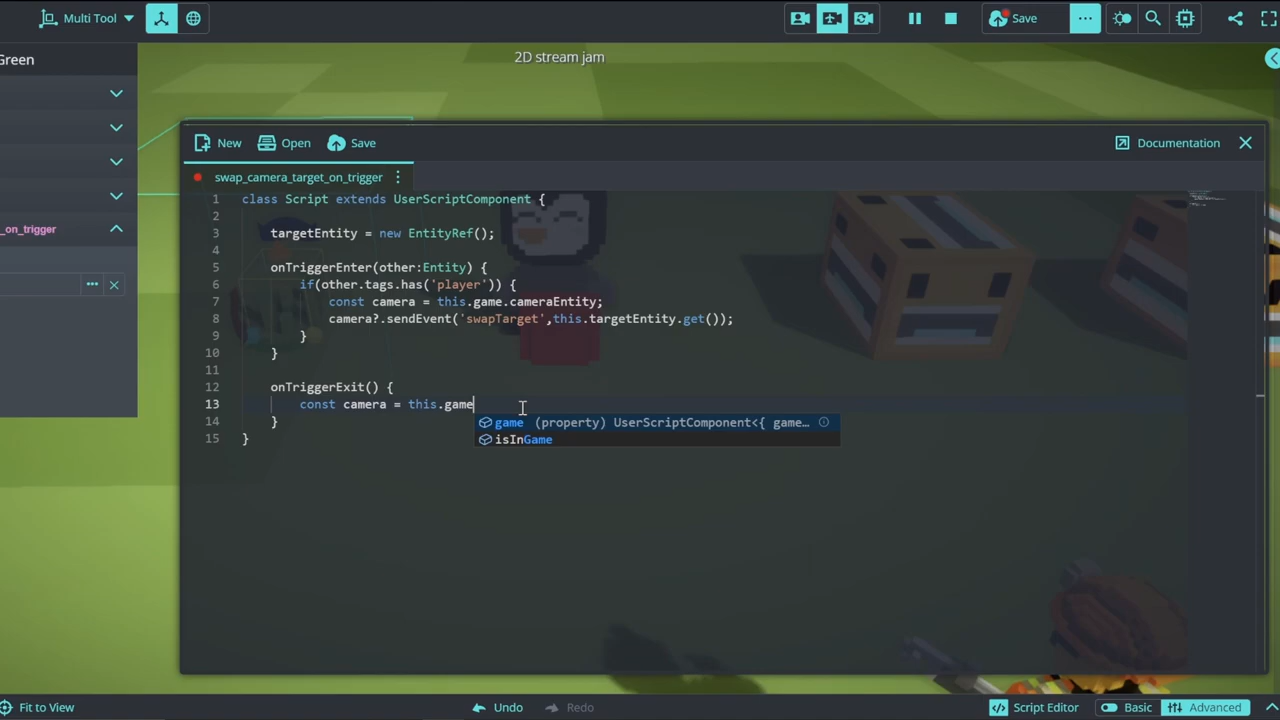 Multi Tool
Save
Green
2D stream jam
New
Open
Save
Documentation
swap_camera_target_on_trigger
_on_trigger
1 class Script extends UserScriptComponent {
2
3 targetEntity = new EntityRef();
4
5 onTriggerEnter(other:Entity) {
6 if(other.tags.has('player')) {
7 const camera = this.game.cameraEntity;
8 camera?.sendEvent('swapTarget',this.targetEntity.get());
9 }
10 }
11
12 onTriggerExit() {
13 const camera = this.game
game (property) UserScriptComponent<{ game…
14 }
isInGame
15 }
Fit to View
Undo
Redo
Script Editor
Basic
Advanced